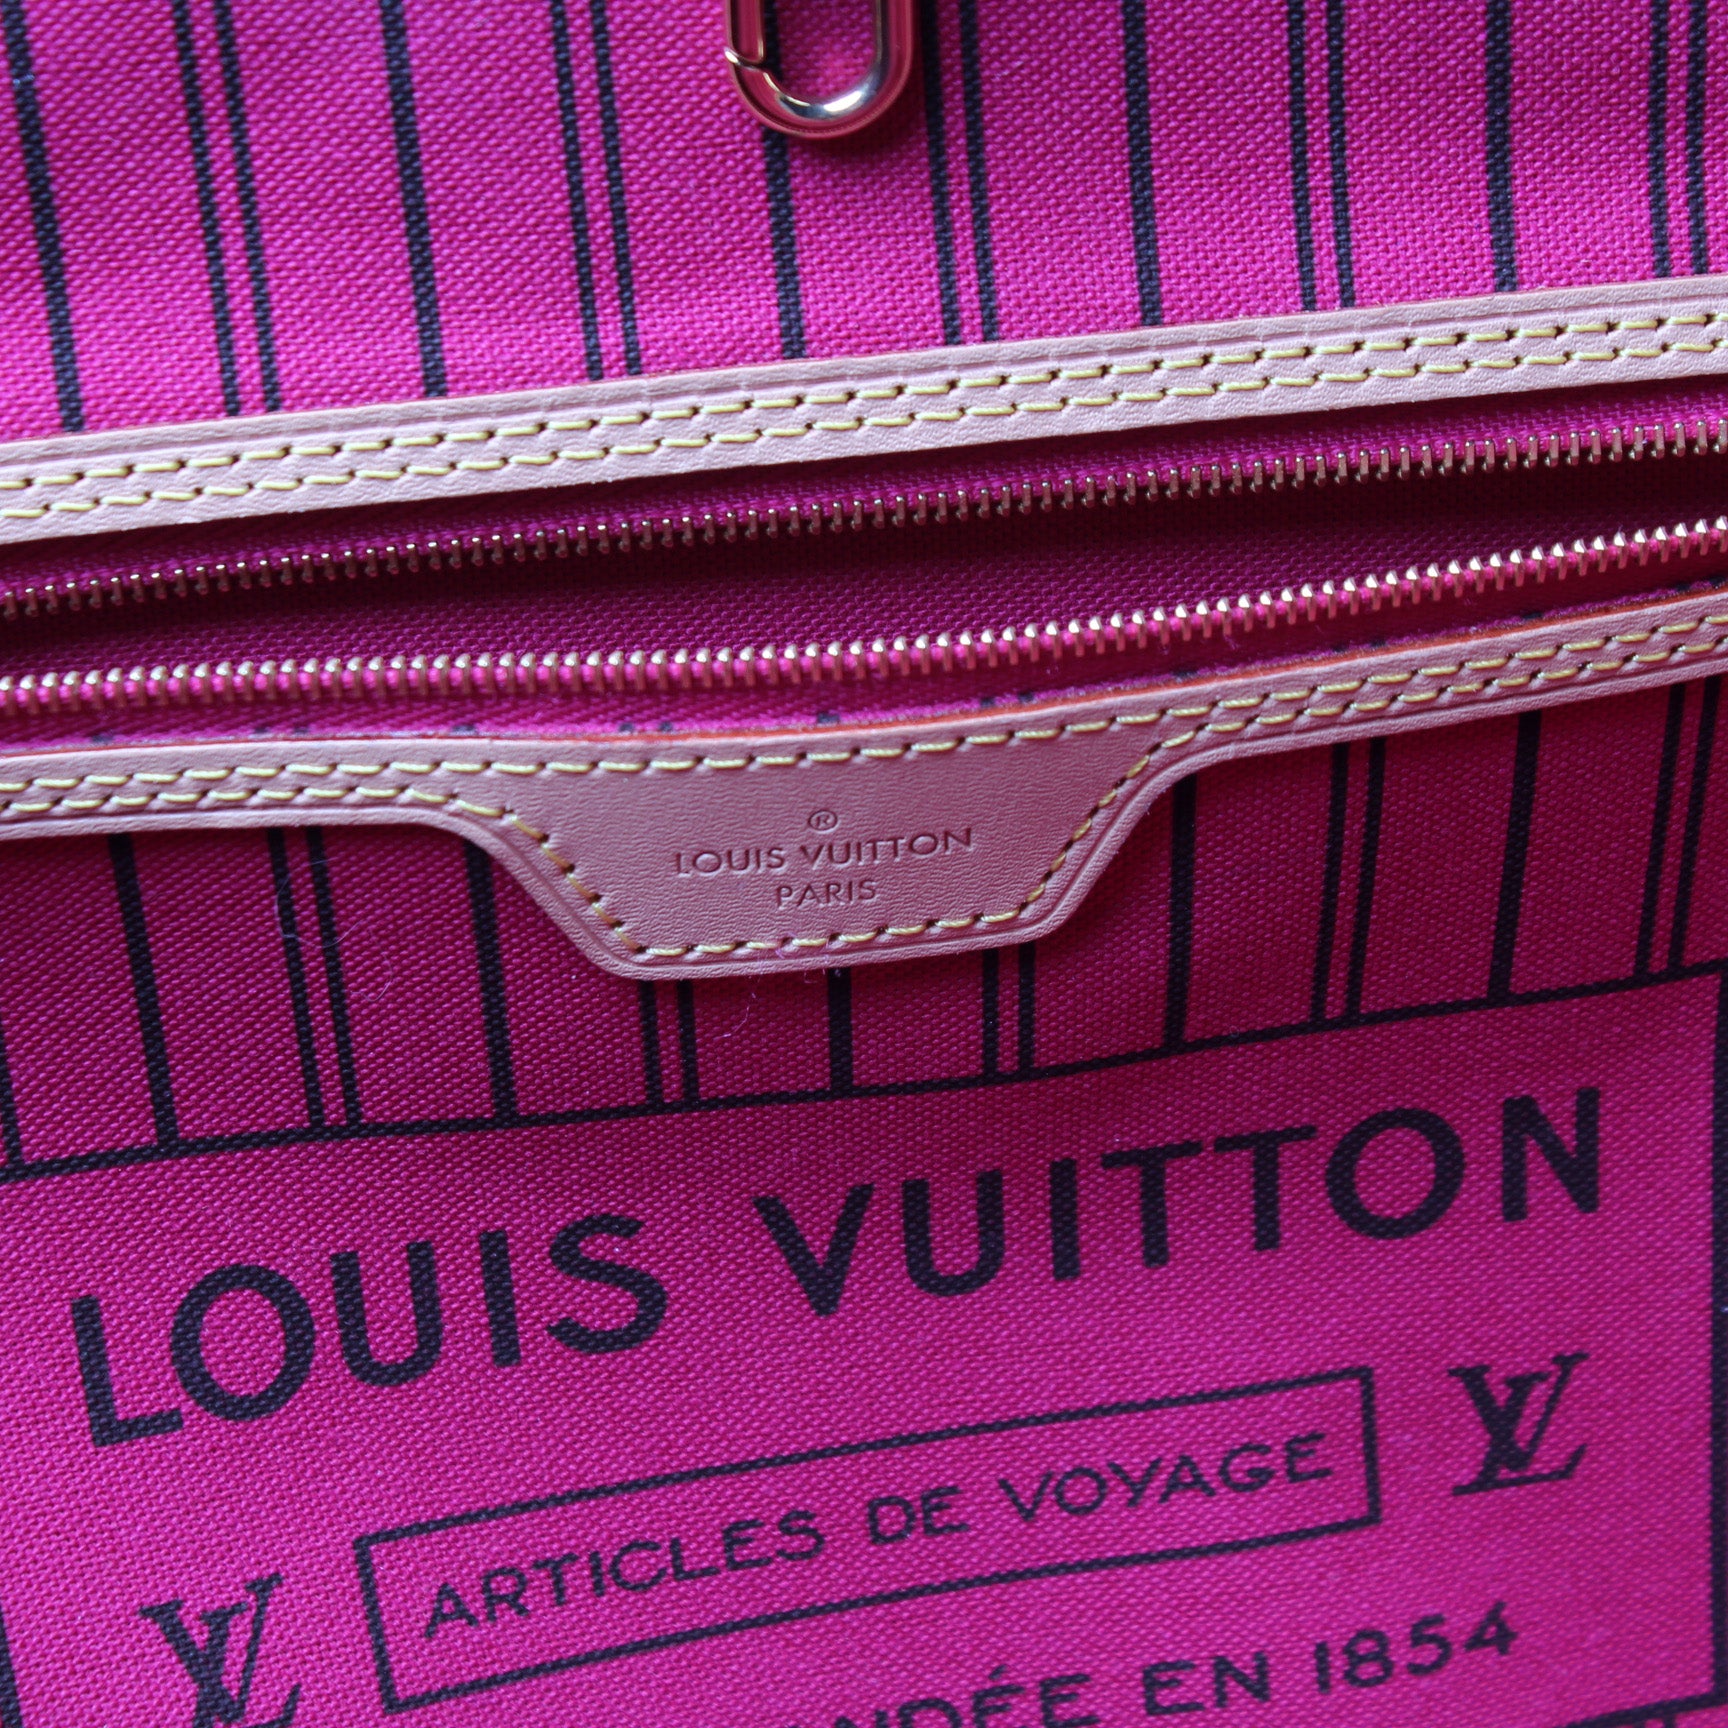 ®
LOUIS VUITTON
PARIS
LOUIS VUITTON
ARTICLES DE VOYAGE
LV
LV
EN 1854